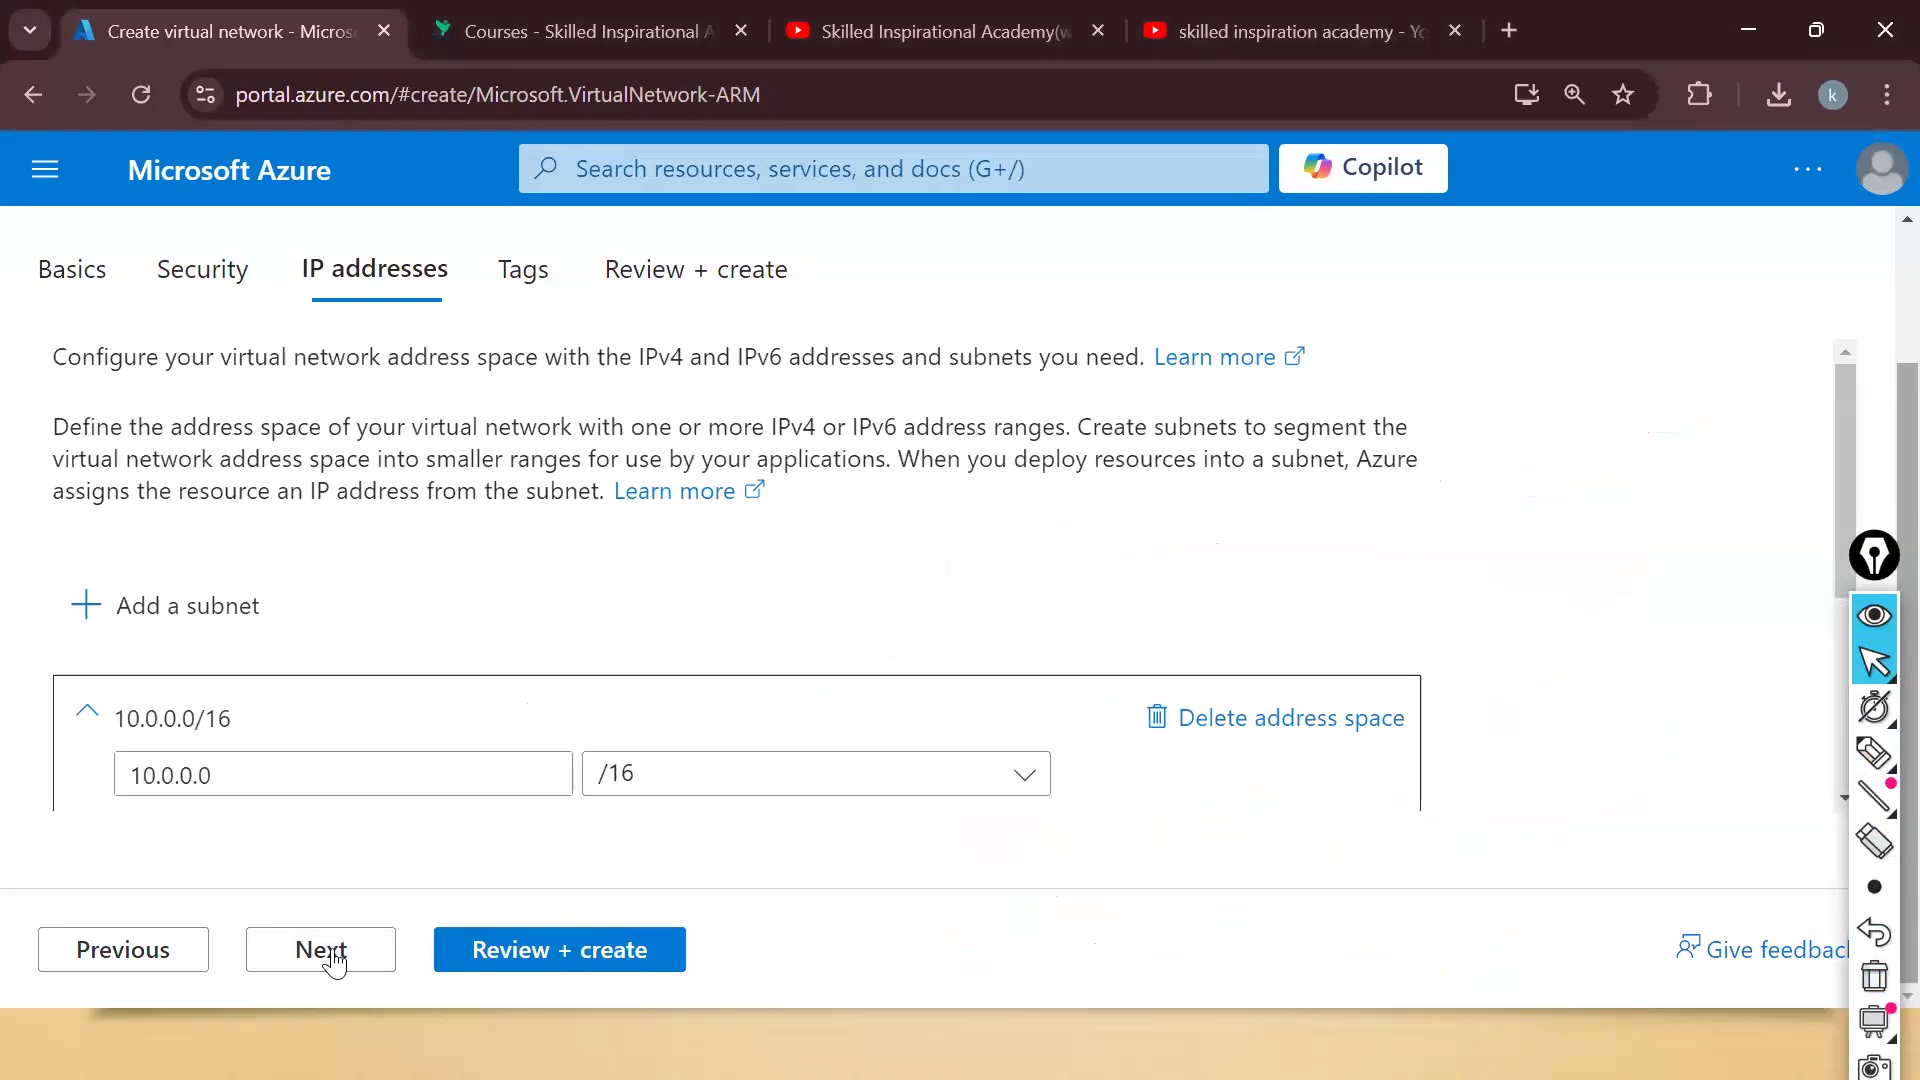 Create virtual network - Micros
Courses - Skilled Inspirational A
Skilled Inspirational Academy(w
skilled inspiration academy - Yo
portal.azure.com/#create/Microsoft.VirtualNetwork-ARM
k
Microsoft Azure
Search resources, services, and docs (G+/)
Copilot
Basics
Security
IP addresses
Tags
Review + create
Configure your virtual network address space with the IPv4 and IPv6 addresses and subnets you need. Learn more
Define the address space of your virtual network with one or more IPv4 or IPv6 address ranges. Create subnets to segment the
virtual network address space into smaller ranges for use by your applications. When you deploy resources into a subnet, Azure
assigns the resource an IP address from the subnet. Learn more
Add a subnet
10.0.0.0/16
Delete address space
10.0.0.0
/16
Previous
Next
Review + create
Give feedback